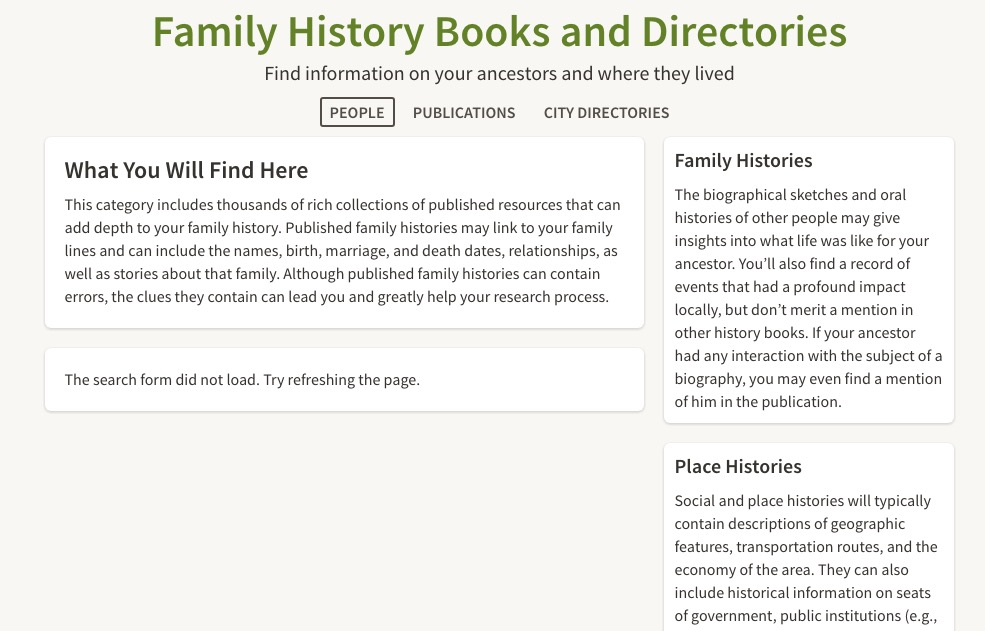 Family History Books and Directories
Find information on your ancestors and where they lived
PEOPLE PUBLICATIONS CITY DIRECTORIES
What You Will Find Here
This category includes thousands of rich collections of published resources that can
add depth to your family history. Published family histories may link to your family
lines and can include the names, birth, marriage, and death dates, relationships, as
well as stories about that family. Although published family histories can contain
errors, the clues they contain can lead you and greatly help your research process.
The search form did not load. Try refreshing the page.
Family Histories
The biographical sketches and oral
histories of other people may give
insights into what life was like for your
ancestor. You’ll also find a record of
events that had a profound impact
locally, but don’t merit a mention in
other history books. If your ancestor
had any interaction with the subject of a
biography, you may even find a mention
of him in the publication.
Place Histories
Social and place histories will typically
contain descriptions of geographic
features, transportation routes, and the
economy of the area. They can also
include historical information on seats
of government, public institutions (e.g.,